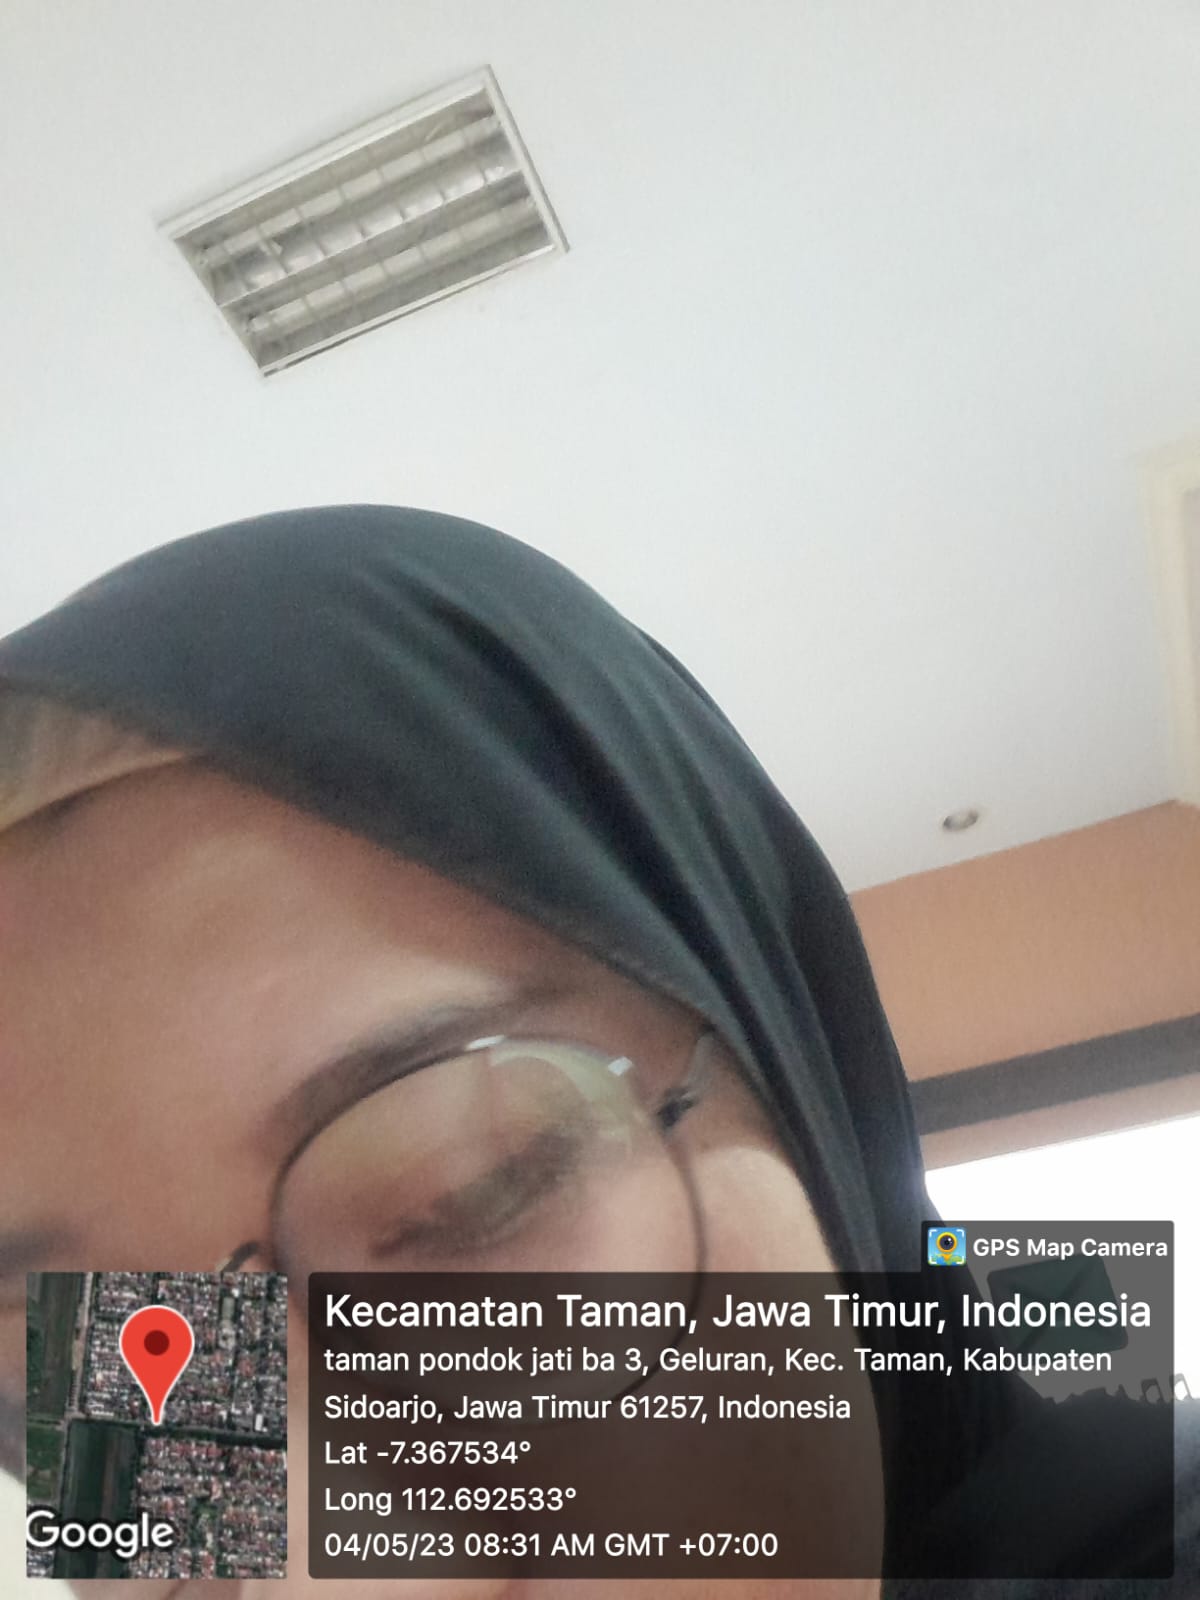 GPS Map Camera
Kecamatan Taman, Jawa Timur, Indonesia
taman pondok jati ba 3, Geluran, Kec. Taman, Kabupaten
Sidoarjo, Jawa Timur 61257, Indonesia
Lat -7.367534°
Long 112.692533°
04/05/23 08:31 AM GMT +07:00
Google